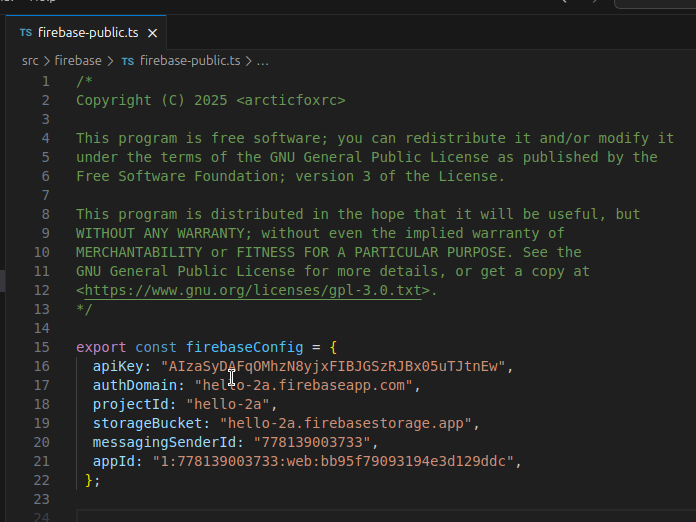 TS firebase-public.ts ×
src > firebase > TS firebase-public.ts > ...
1 /*
2 Copyright (C) 2025 <arcticfoxrc>
3
4 This program is free software; you can redistribute it and/or modify it
5 under the terms of the GNU General Public License as published by the
6 Free Software Foundation; version 3 of the License.
7
8 This program is distributed in the hope that it will be useful, but
9 WITHOUT ANY WARRANTY; without even the implied warranty of
10 MERCHANTABILITY or FITNESS FOR A PARTICULAR PURPOSE. See the
11 GNU General Public License for more details, or get a copy at
12 <https://www.gnu.org/licenses/gpl-3.0.txt>.
13 */
14
15 export const firebaseConfig = {
16 apiKey: "AIzaSyDAFqOMhzN8yjxFIBJGSzRJBx05uTJtnEw",
17 authDomain: "hello-2a.firebaseapp.com",
18 projectId: "hello-2a",
19 storageBucket: "hello-2a.firebasestorage.app",
20 messagingSenderId: "778139003733",
21 appId: "1:778139003733:web:bb95f79093194e3d129ddc",
22 };
23
24